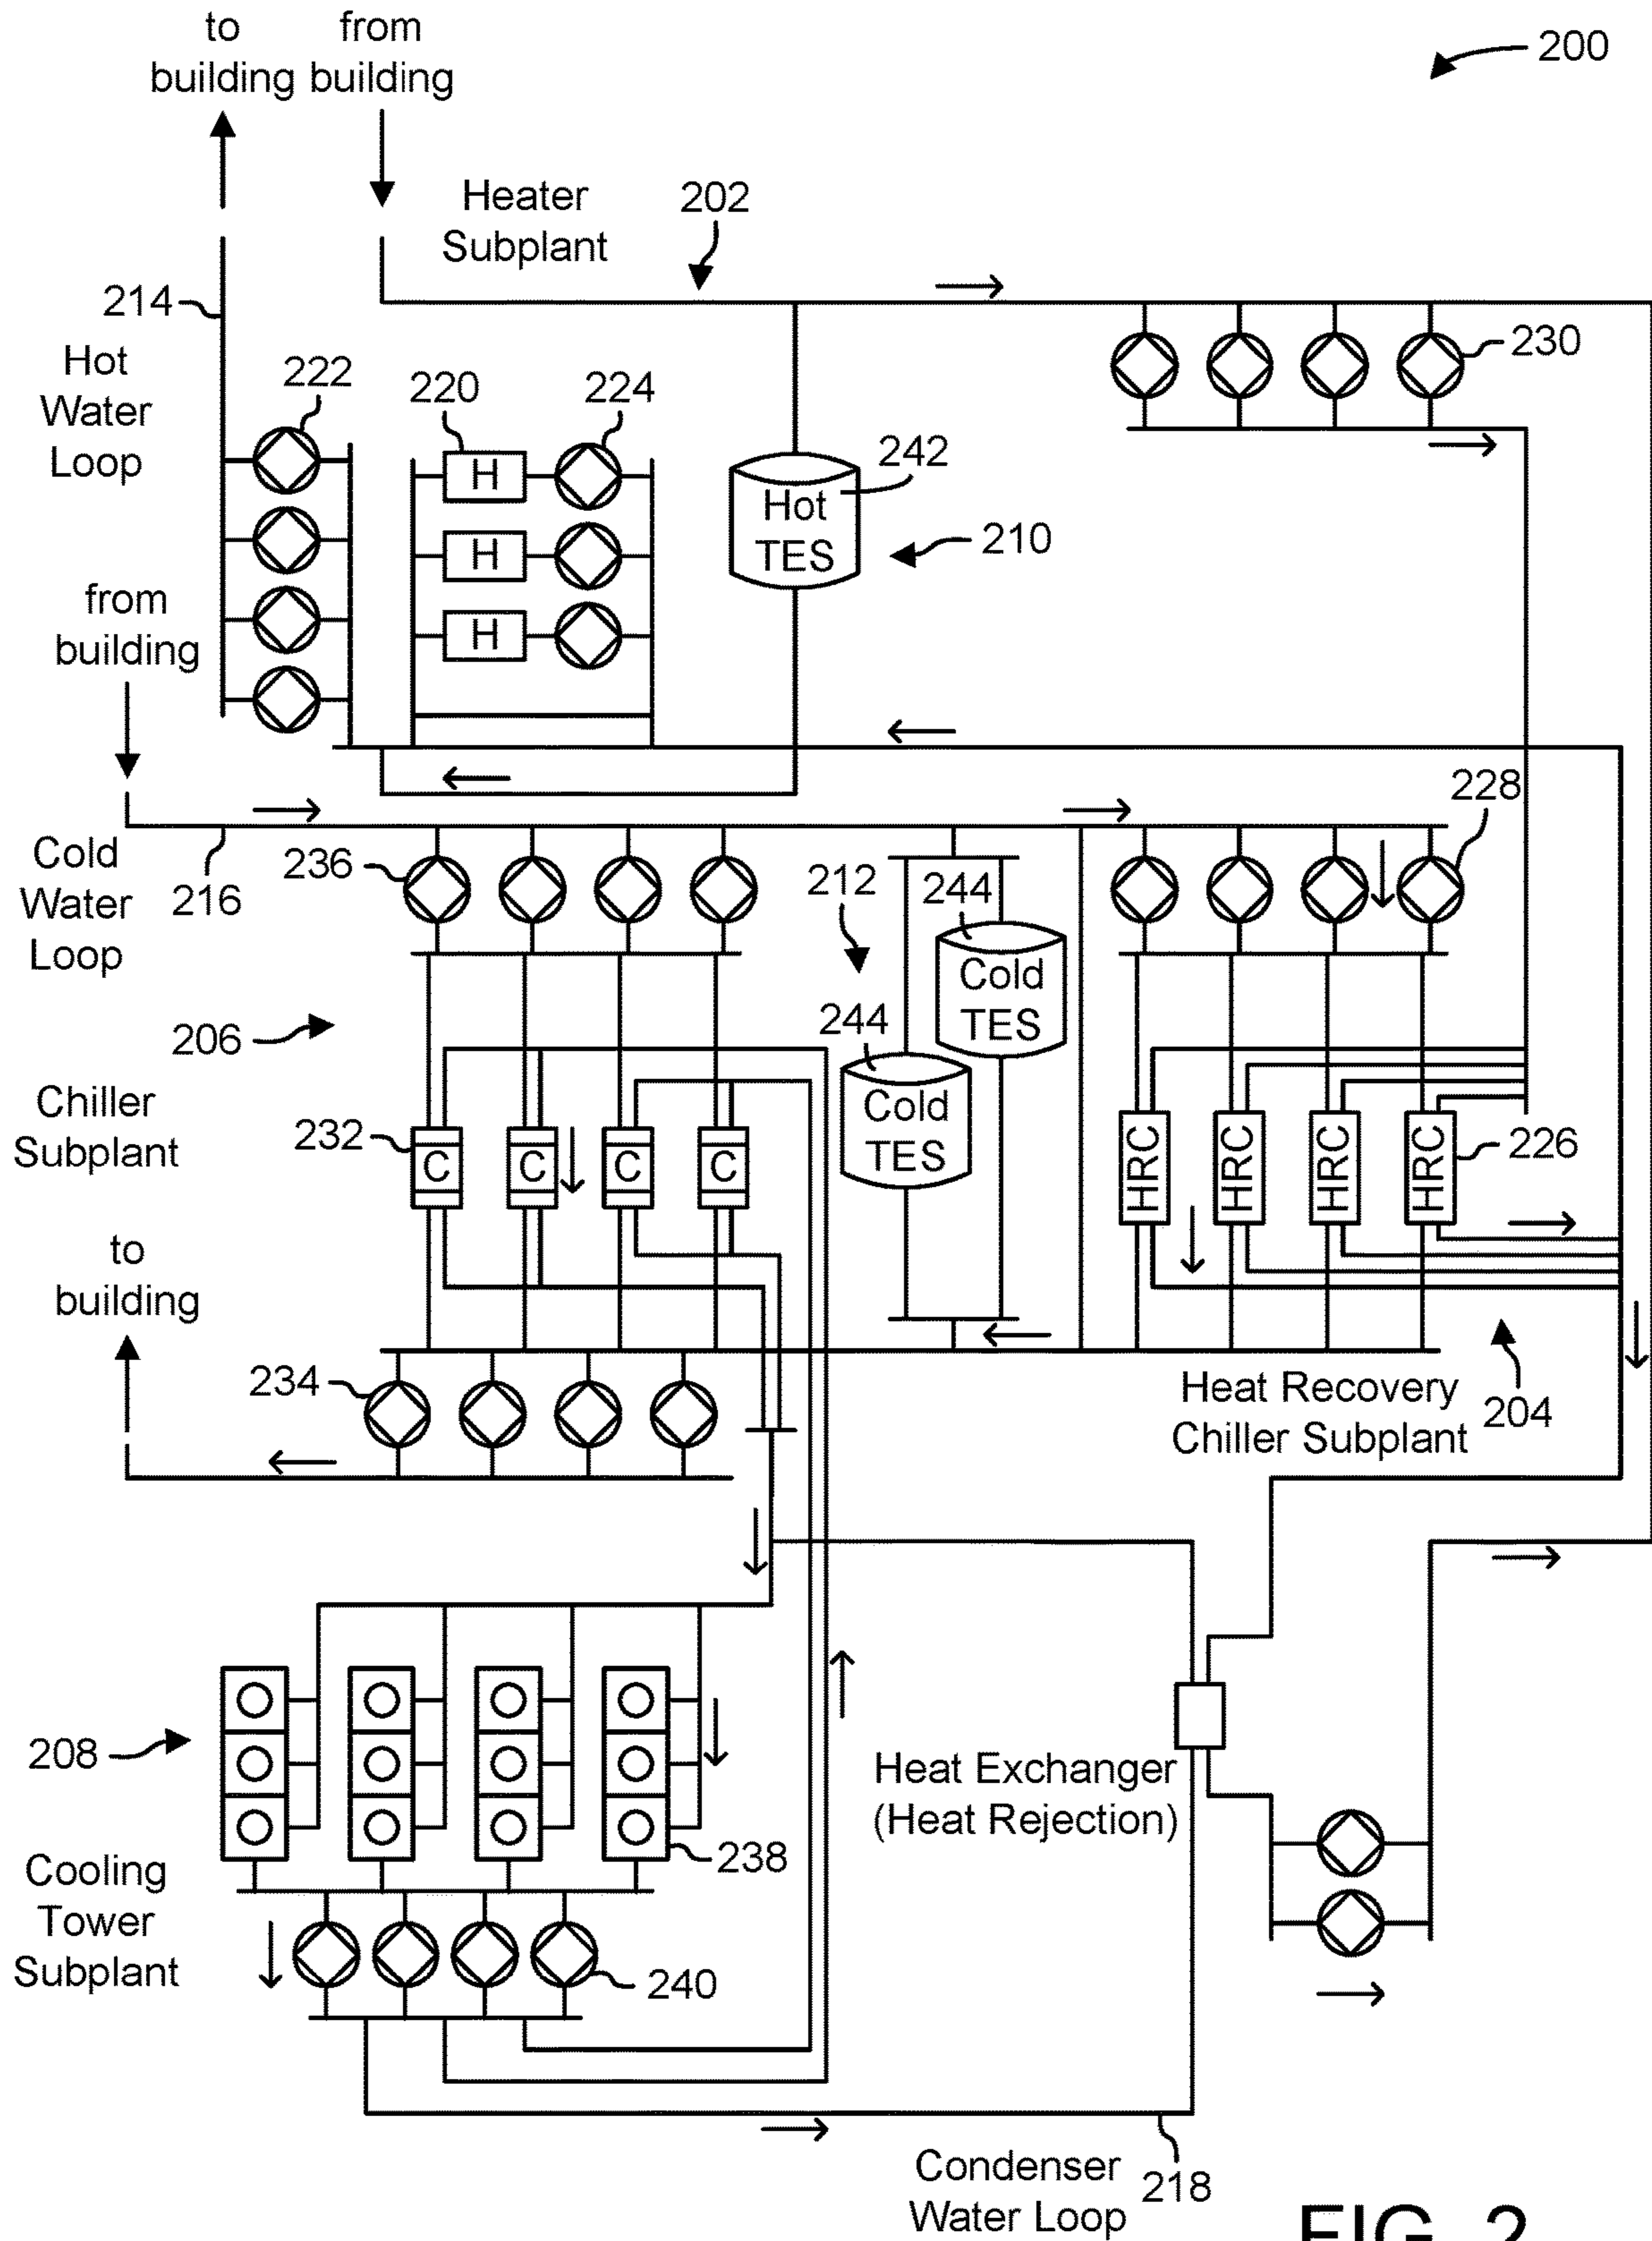 to
building
from
building
200
Heater
Subplant
202
214
Hot
Water
Loop
222
220
224
230
H
H
H
Hot
TES
242
210
from
building
228
Cold
Water
Loop
216
236
212
244
Cold
TES
244
Cold
TES
206
Chiller
Subplant
232
C
C
C
C
HRC
HRC
HRC
HRC
226
to
building
234
Heat Recovery
Chiller Subplant
204
208
238
Heat Exchanger
(Heat Rejection)
Cooling
Tower
Subplant
240
Condenser
Water Loop
218
FIG. 2